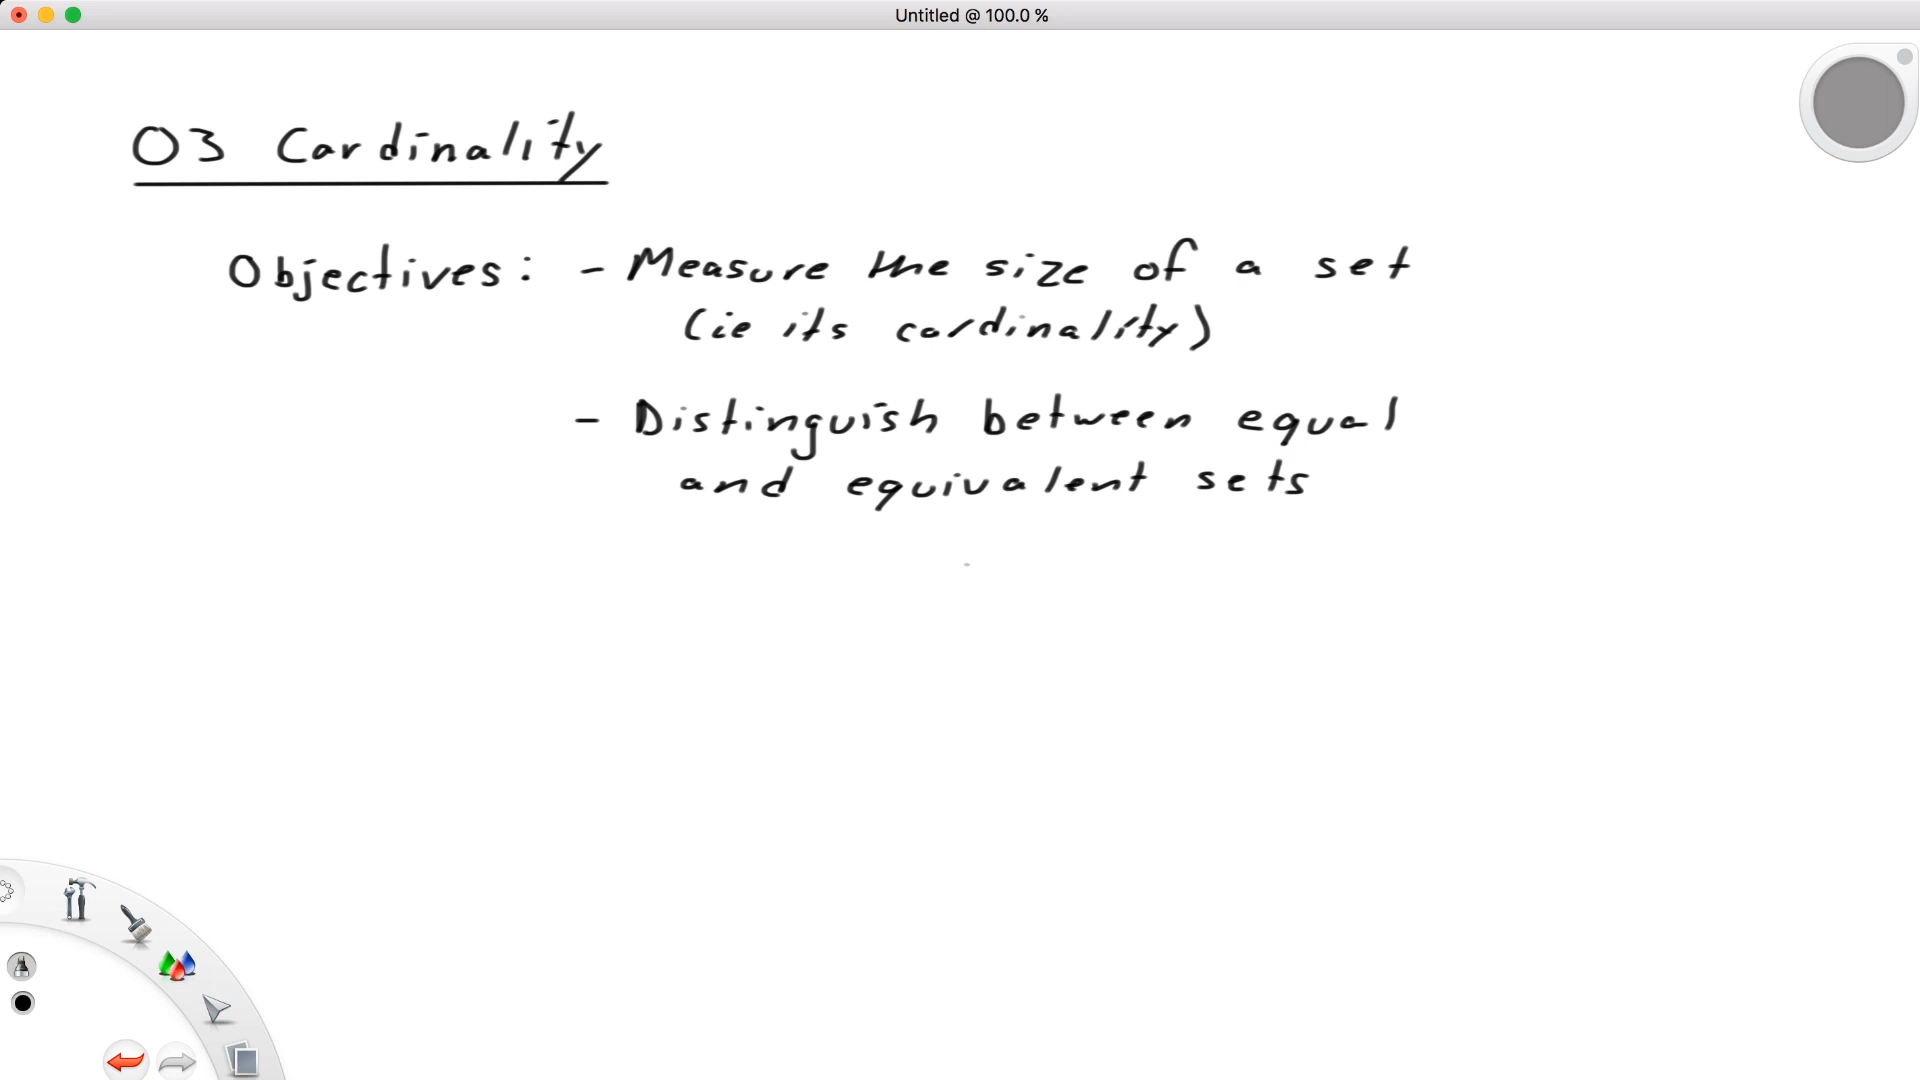 Untitled @ 100.0 %
03 Cardinality
Objectives: - Measure the size of a set
(ie its cardinality)
- Distinguish between equal
and equivalent sets